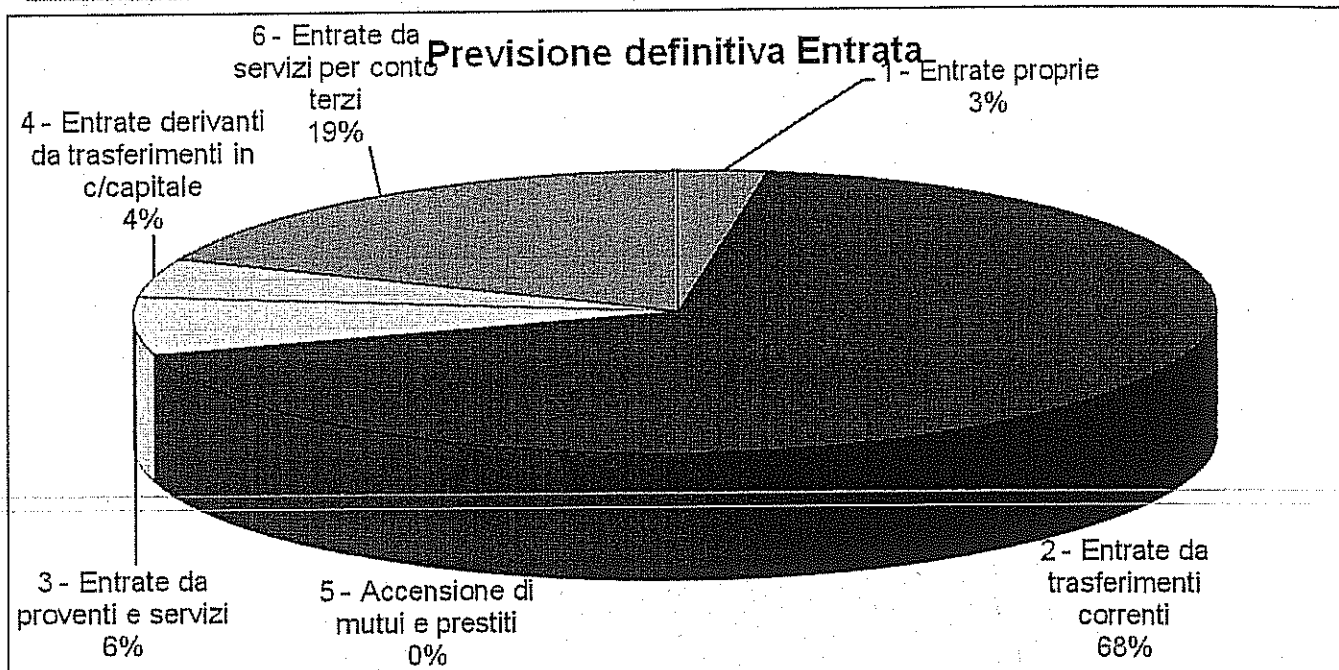 Previsione definitiva Entrata
6 - Entrate da
servizi per conto
terzi
19%
1 - Entrate proprie
3%
4 - Entrate derivanti
da trasferimenti in
c/capitale
4%
3 - Entrate da
proventi e servizi
6%
5 - Accensione di
mutui e prestiti
0%
2 - Entrate da
trasferimenti
correnti
68%